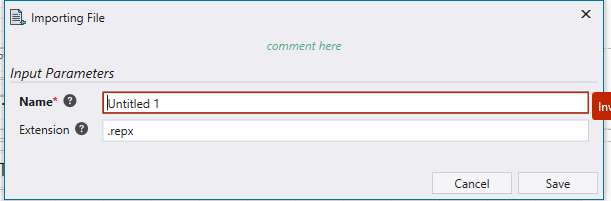 Importing File
comment here
Input Parameters
Name* ?
Untitled 1
Extension ?
.repx
Cancel
Save